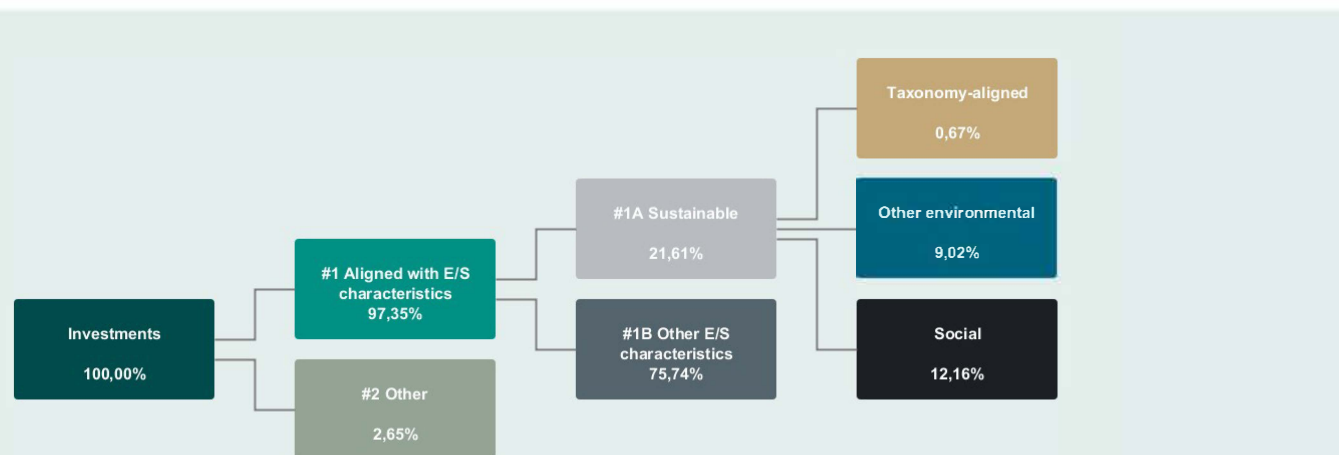 Taxonomy-aligned
0,67%
#1A Sustainable
21,61%
Other environmental
9,02%
#1 Aligned with E/S
characteristics
97,35%
Investments
100,00%
#1B Other E/S
characteristics
75,74%
Social
12,16%
#2 Other
2,65%